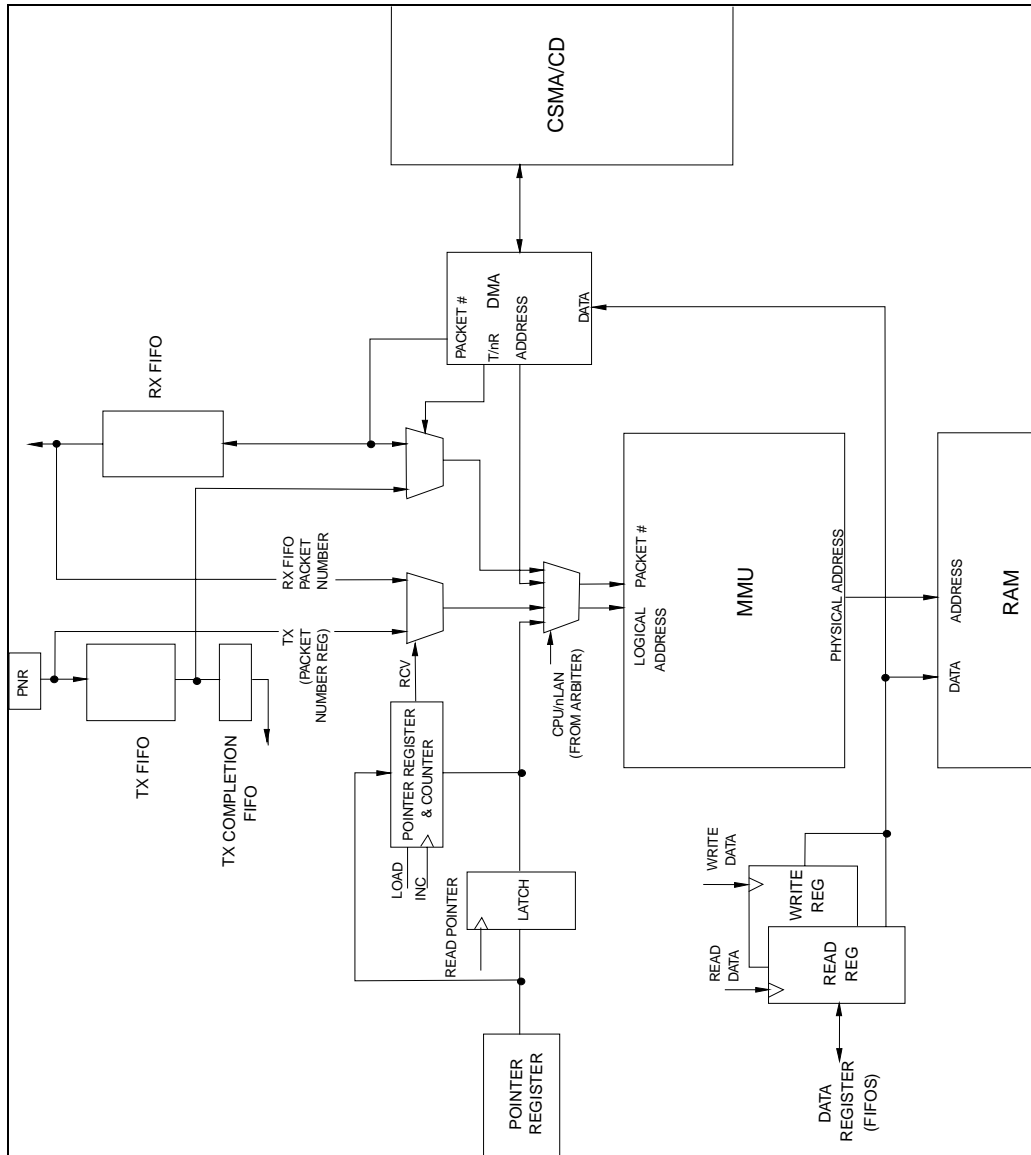 CSMA/CD
PACKET #
T/nR
DMA
ADDRESS
DATA
RX FIFO
RX FIFO
PACKET
NUMBER
TX
(PACKET
NUMBER REG)
PNR
TX FIFO
TX COMPLETION
FIFO
RCV
POINTER REGISTER
& COUNTER
LOAD
INC
READ POINTER
LATCH
POINTER
REGISTER
CPU/nLAN
(FROM ARBITER)
PACKET #
LOGICAL
ADDRESS
MMU
PHYSICAL ADDRESS
ADDRESS
DATA
RAM
WRITE
DATA
WRITE
REG
READ
DATA
READ
REG
DATA
REGISTER
(FIFOS)